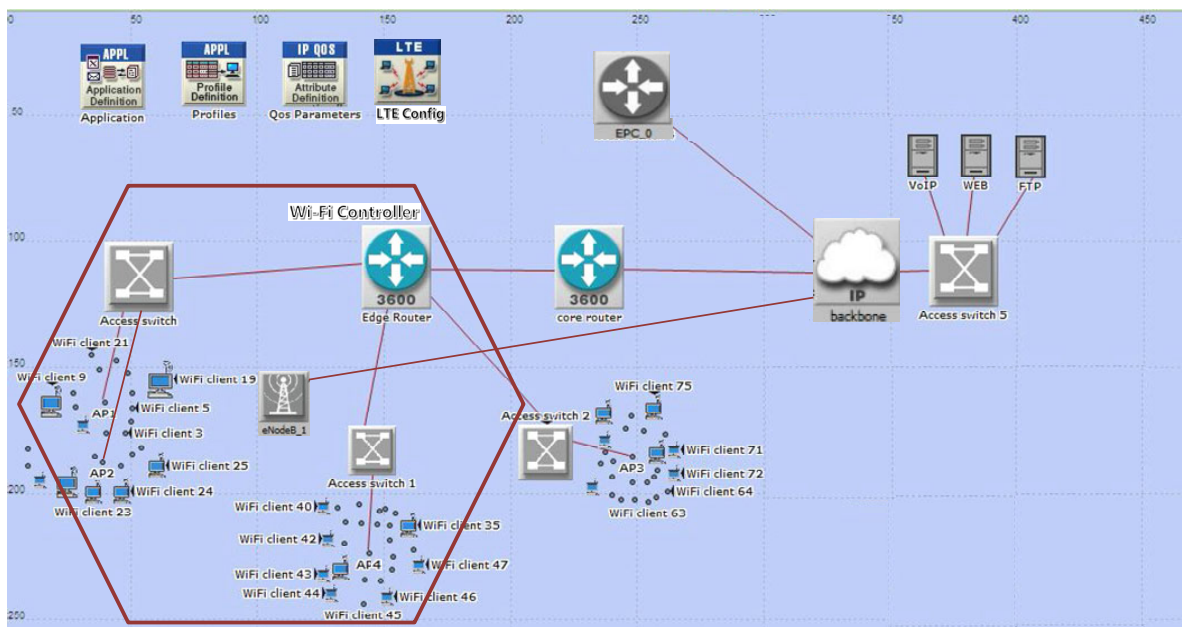 0 50 100 150 200 250 350 400 450
APPL
Application
Definition
Application
APPL
Profile
Definition
Profiles
IP QOS
Attribute
Definition
Qos Parameters
LTE
LTE Config
50
EPC_0
VoIP
WEB
FTP
Wi-Fi Controller
100
Access switch
3600
Edge Router
3600
core router
IP
backbone
Access switch 5
WiFi client 21
150
WiFi client 9
WiFi client 19
AP1
WiFi client 5
WiFi client 3
eNodeB_1
AP2
WiFi client 25
WiFi client 24
WiFi client 23
200
Access switch 1
Access switch 2
WiFi client 75
AP3
WiFi client 71
WiFi client 72
WiFi client 64
WiFi client 63
WiFi client 40
WiFi client 35
WiFi client 42
AP4
WiFi client 47
WiFi client 43
WiFi client 44
WiFi client 46
WiFi client 45
250